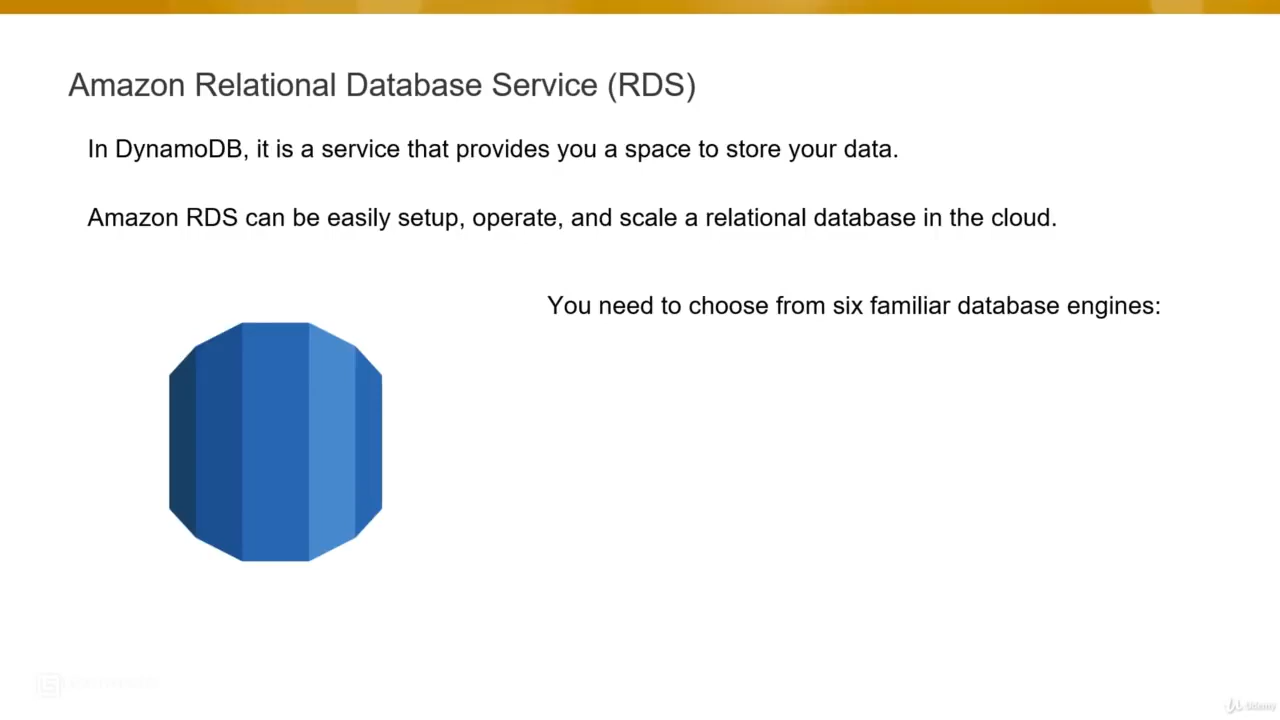 Amazon Relational Database Service (RDS)
In DynamoDB, it is a service that provides you a space to store your data.
Amazon RDS can be easily setup, operate, and scale a relational database in the cloud.
You need to choose from six familiar database engines:
Udemy